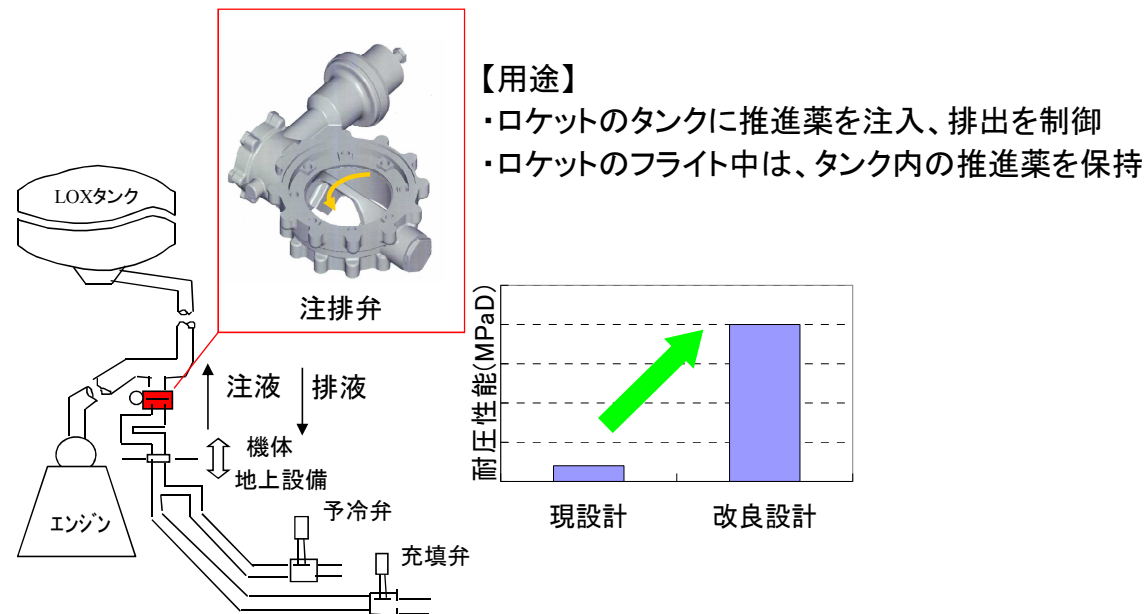 【用途】
・ロケットのタンクに推進薬を注入、排出を制御
・ロケットのフライト中は、タンク内の推進薬を保持
LOXタンク
注排弁
注液
排液
機体
地上設備
エンジン
予冷弁
充填弁
耐圧性能(MPaD)
現設計
改良設計